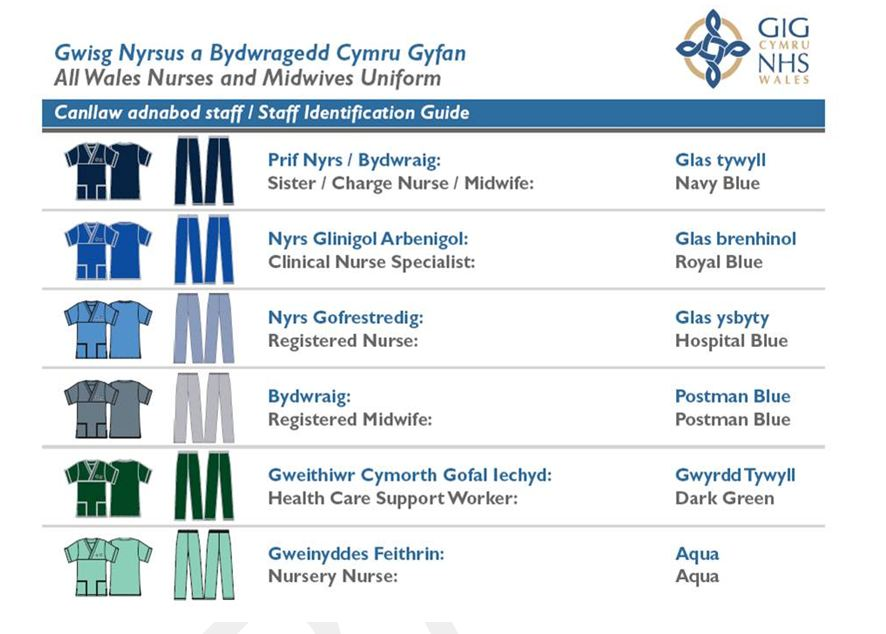 Gwisg Nyrsus a Bydwragedd Cymru Gyfan
All Wales Nurses and Midwives Uniform
GIG
CYMRU
NHS
WALES
Canllaw adnabod staff / Staff Identification Guide
Prif Nyrs / Bydwraig:
Glas tywyll
Sister / Charge Nurse / Midwife:
Navy Blue
Nyrs Glinigol Arbenigol:
Glas brenhinol
Clinical Nurse Specialist:
Royal Blue
Nyrs Gofrestredig:
Glas ysbyty
Registered Nurse:
Hospital Blue
Bydwraig:
Postman Blue
Registered Midwife:
Postman Blue
Gweithiwr Cymorth Gofal Iechyd:
Gwyrdd Tywyll
Health Care Support Worker:
Dark Green
Gweinyddes Feithrin:
Aqua
Nursery Nurse:
Aqua